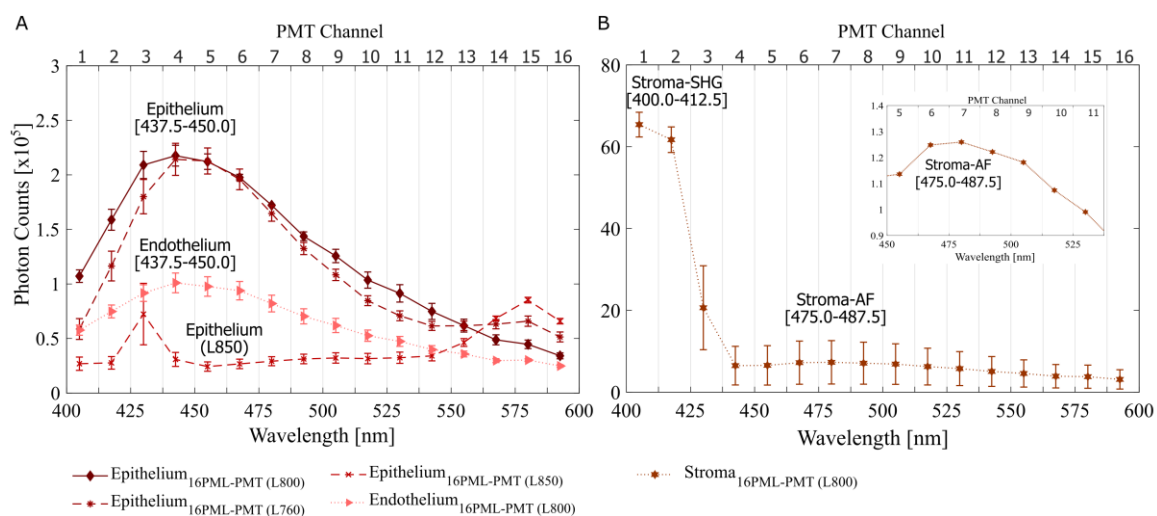 A
PMT Channel
1 2 3 4 5 6 7 8 9 10 11 12 13 14 15 16
3
2.5
2
1.5
1
0.5
0
Photon Counts [x10⁵]
Epithelium
[437.5-450.0]
Endothelium
[437.5-450.0]
Epithelium
(L850)
400 425 450 475 500 525 550 575 600
Wavelength [nm]
B
PMT Channel
1 2 3 4 5 6 7 8 9 10 11 12 13 14 15 16
80
60
40
20
0
Stroma-SHG
[400.0-412.5]
Stroma-AF
[475.0-487.5]
PMT Channel
5 6 7 8 9 10 11
1.4
1.3
1.2
1.1
1
0.9
Stroma-AF
[475.0-487.5]
450 475 500 525
Wavelength [nm]
400 425 450 475 500 525 550 575 600
Wavelength [nm]
Epithelium16PML-PMT (L800)
Epithelium16PML-PMT (L850)
Stroma16PML-PMT (L800)
Epithelium16PML-PMT (L760)
Endothelium16PML-PMT (L800)